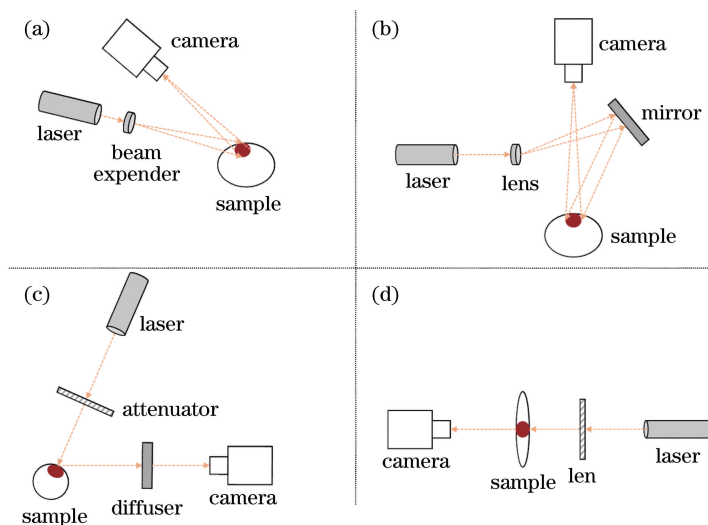 (a)
camera
laser
beam
expender
sample
(b)
camera
mirror
laser
lens
sample
(c)
laser
attenuator
sample
diffuser
camera
(d)
camera
sample
len
laser